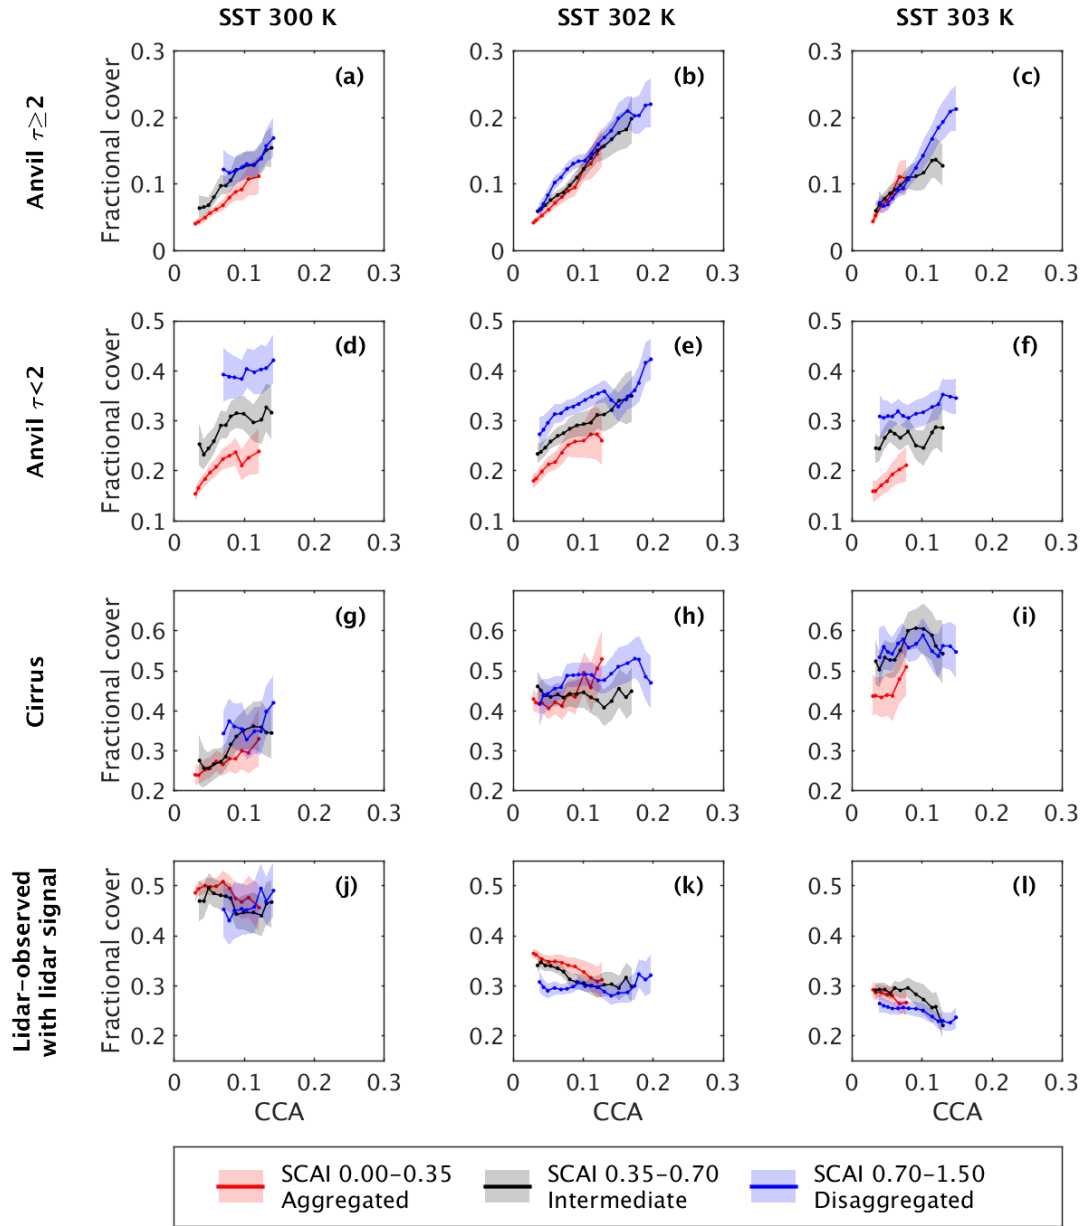 SST 300 K
SST 302 K
SST 303 K
Anvil τ≥2
Fractional cover
0.3
0.2
0.1
0
(a)
0 0.1 0.2 0.3
0.3
0.2
0.1
0
(b)
0 0.1 0.2 0.3
0.3
0.2
0.1
0
(c)
0 0.1 0.2 0.3
Anvil τ<2
Fractional cover
0.5
0.4
0.3
0.2
0.1
(d)
0 0.1 0.2 0.3
Fractional cover
0.5
0.4
0.3
0.2
0.1
(e)
0 0.1 0.2 0.3
0.5
0.4
0.3
0.2
0.1
(f)
0 0.1 0.2 0.3
Cirrus
Fractional cover
0.6
0.5
0.4
0.3
0.2
(g)
0 0.1 0.2 0.3
0.6
0.5
0.4
0.3
0.2
(h)
0 0.1 0.2 0.3
0.6
0.5
0.4
0.3
0.2
(i)
0 0.1 0.2 0.3
Lidar-observed
with lidar signal
Fractional cover
0.5
0.4
0.3
0.2
(j)
0 0.1 0.2 0.3
CCA
0.5
0.4
0.3
0.2
(k)
0 0.1 0.2 0.3
CCA
0.5
0.4
0.3
0.2
(l)
0 0.1 0.2 0.3
CCA
SCAI 0.00-0.35
Aggregated
SCAI 0.35-0.70
Intermediate
SCAI 0.70-1.50
Disaggregated